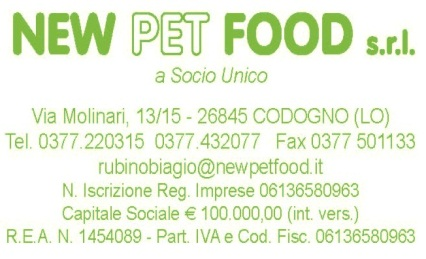 NEW PET FOOD s.r.l.
a Socio Unico
Via Molinari, 13/15 - 26845 CODOGNO (LO)
Tel. 0377.220315 0377.432077 Fax 0377 501133
rubinobiagio@newpetfood.it
N. Iscrizione Reg. Imprese 06136580963
Capitale Sociale € 100.000,00 (int. vers.)
R.E.A. N. 1454089 - Part. IVA e Cod. Fisc. 06136580963